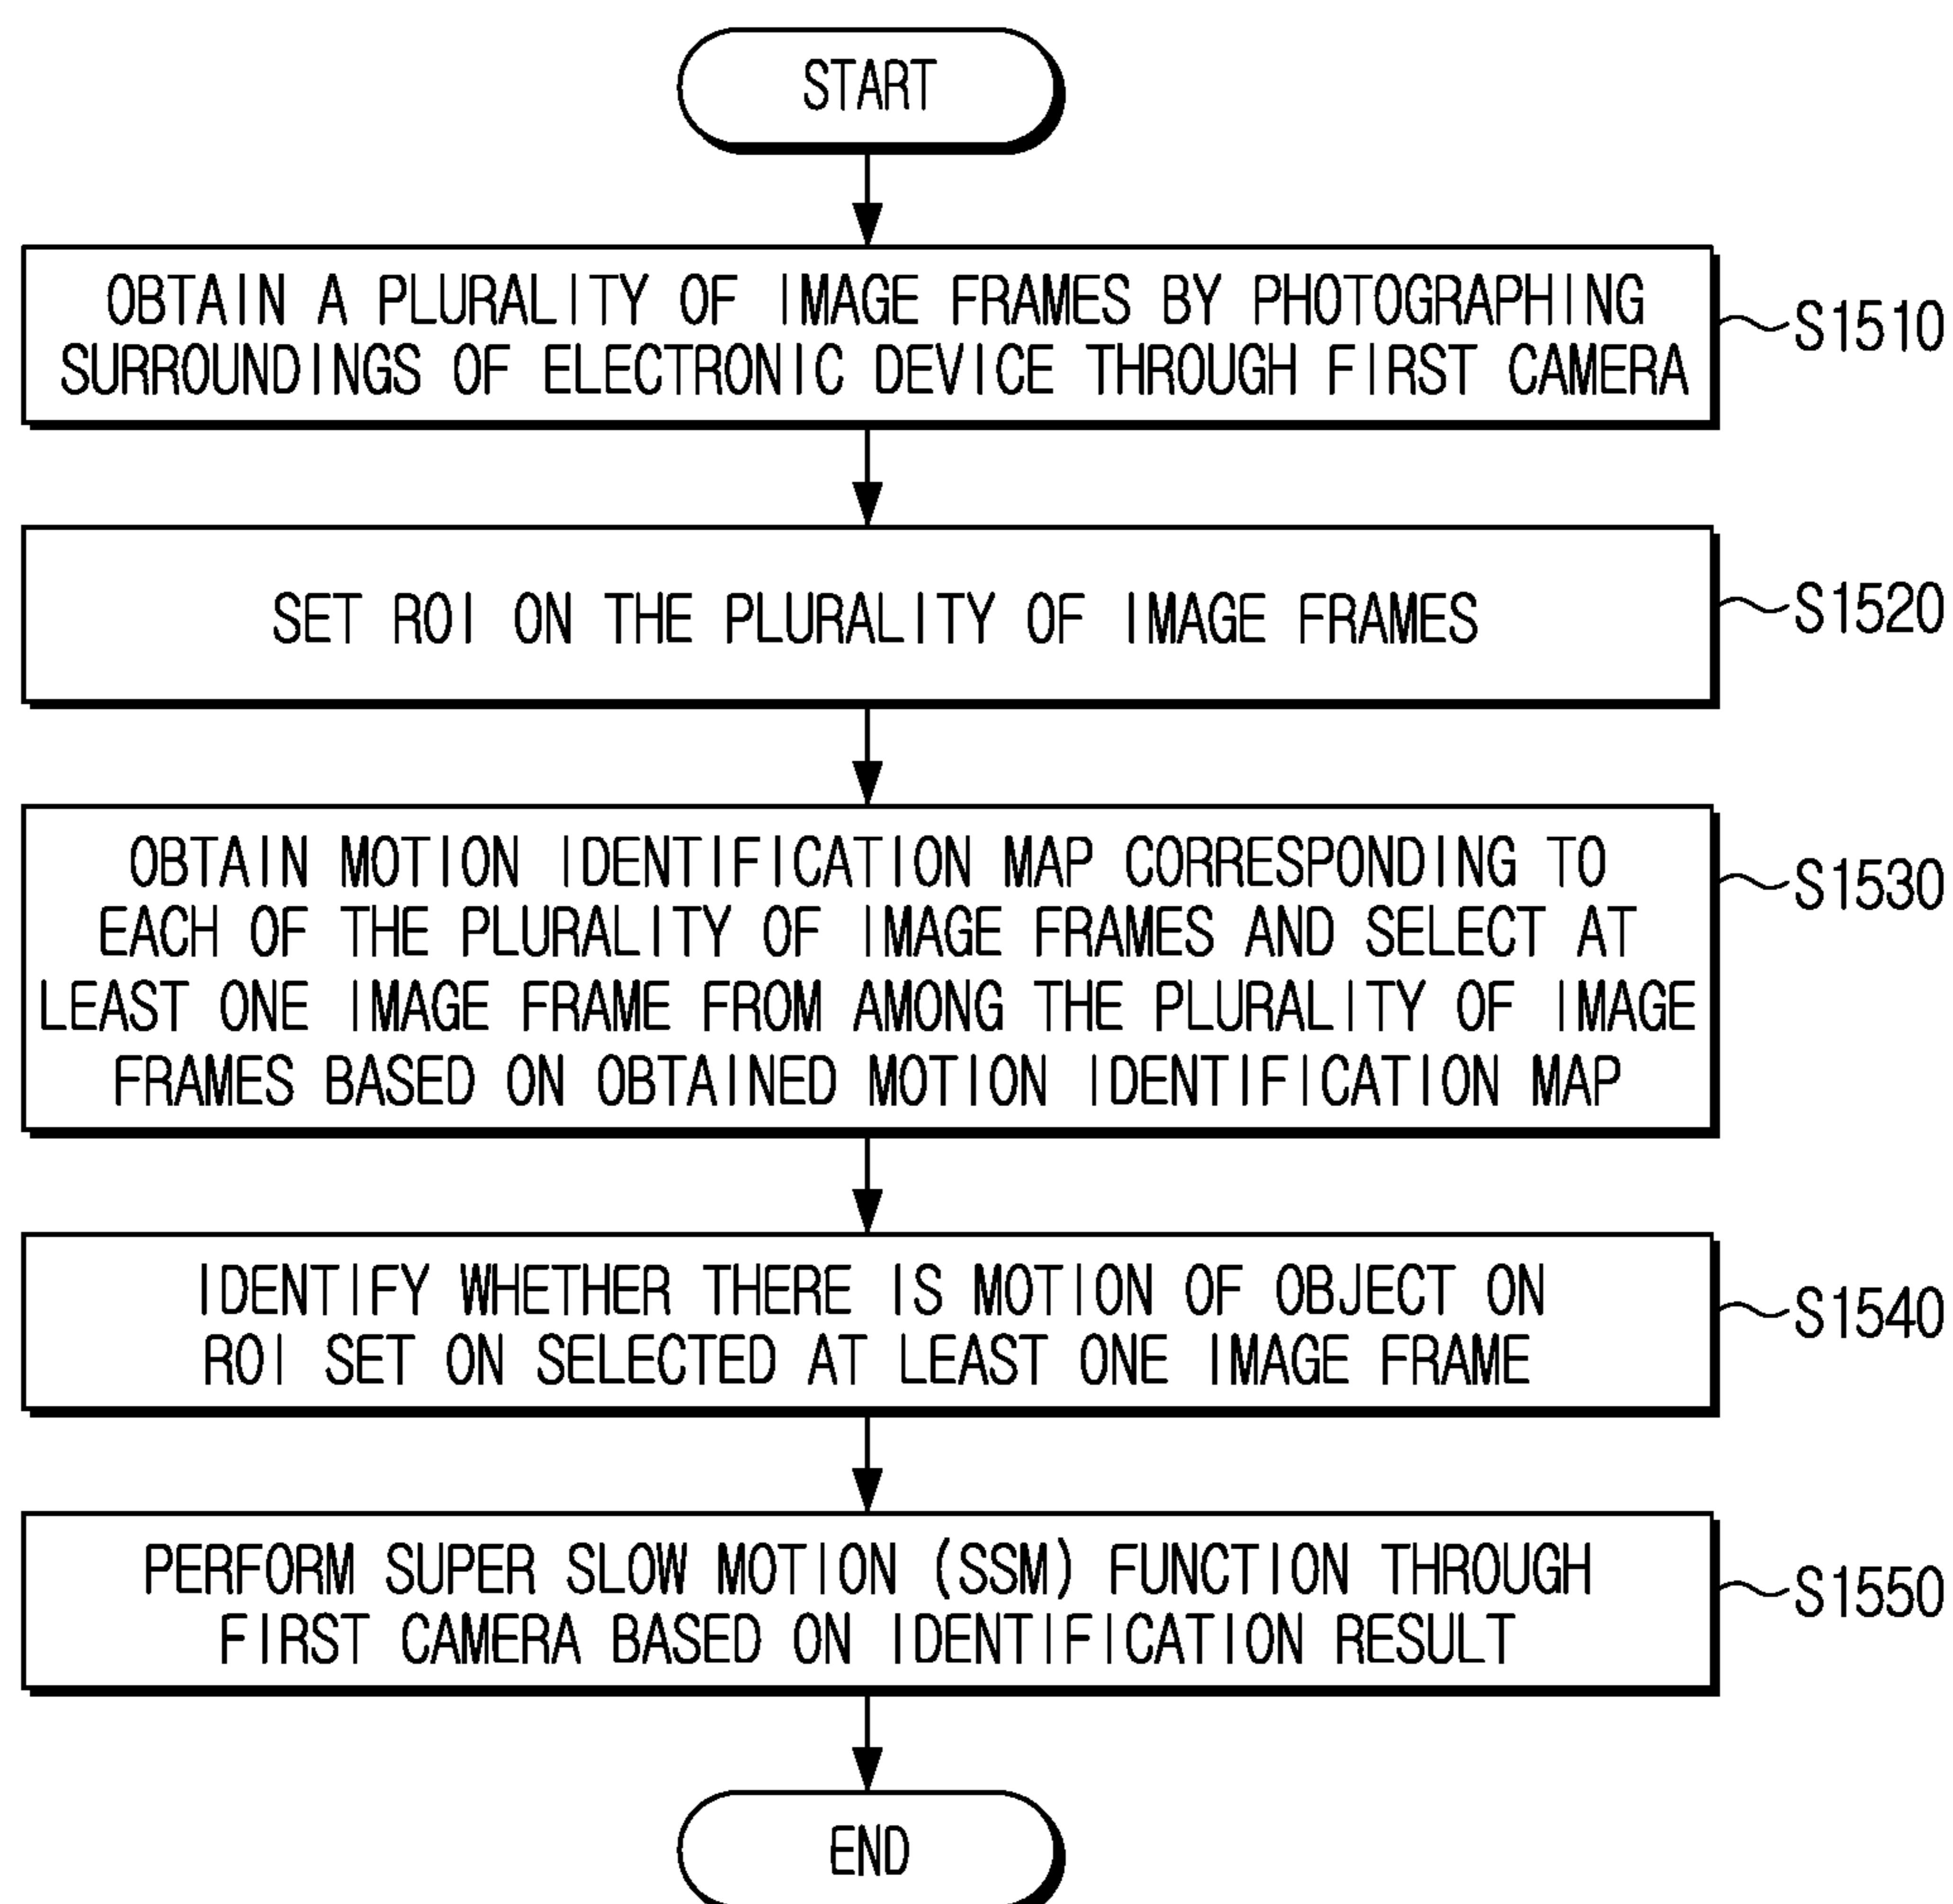 START
OBTAIN A PLURALITY OF IMAGE FRAMES BY PHOTOGRAPHING
SURROUNDINGS OF ELECTRONIC DEVICE THROUGH FIRST CAMERA
S1510
SET ROI ON THE PLURALITY OF IMAGE FRAMES
S1520
OBTAIN MOTION IDENTIFICATION MAP CORRESPONDING TO
EACH OF THE PLURALITY OF IMAGE FRAMES AND SELECT AT
LEAST ONE IMAGE FRAME FROM AMONG THE PLURALITY OF IMAGE
FRAMES BASED ON OBTAINED MOTION IDENTIFICATION MAP
S1530
IDENTIFY WHETHER THERE IS MOTION OF OBJECT ON
ROI SET ON SELECTED AT LEAST ONE IMAGE FRAME
S1540
PERFORM SUPER SLOW MOTION (SSM) FUNCTION THROUGH
FIRST CAMERA BASED ON IDENTIFICATION RESULT
S1550
END